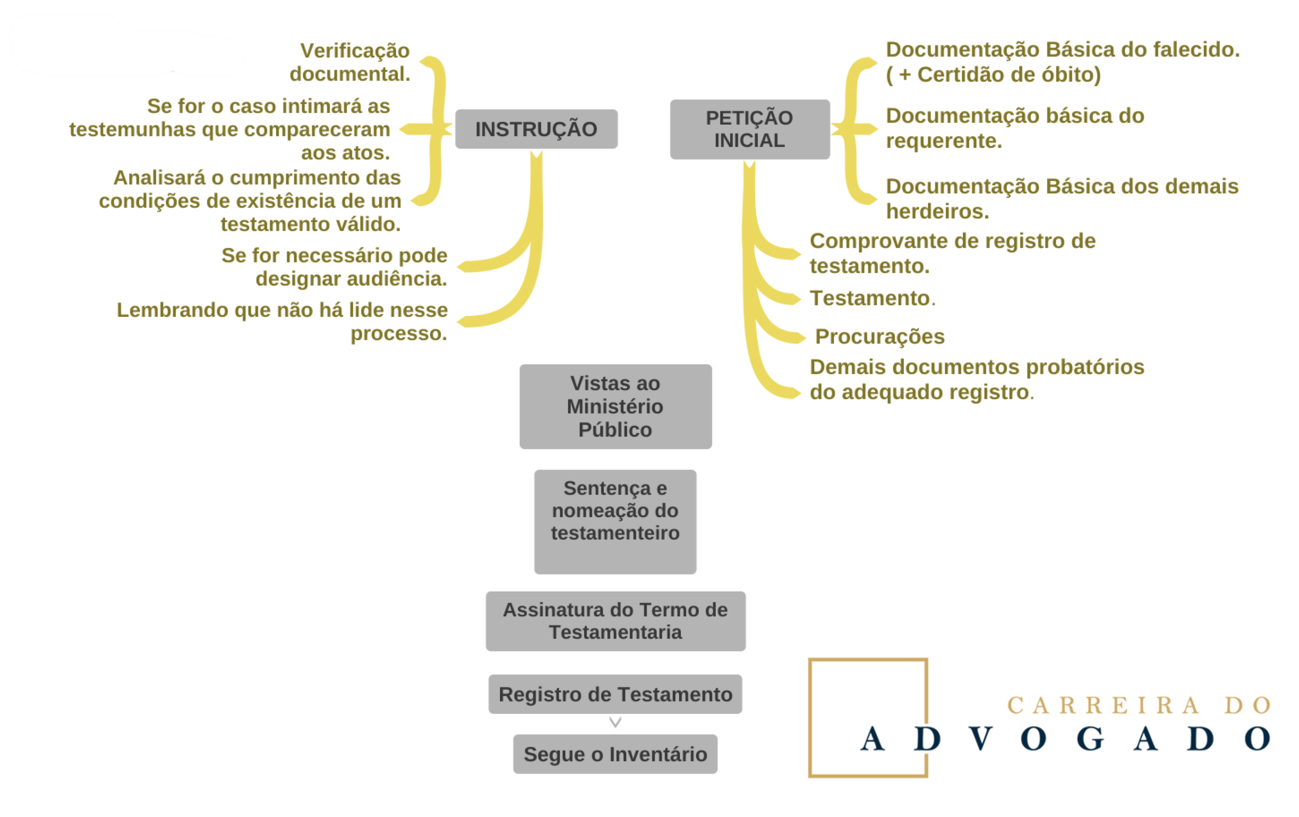 Verificação
documental.
Se for o caso intimará as
testemunhas que compareceram
aos atos.
Analisará o cumprimento das
condições de existência de um
testamento válido.
Se for necessário pode
designar audiência.
Lembrando que não há lide nesse
processo.
INSTRUÇÃO
PETIÇÃO
INICIAL
Documentação Básica do falecido.
( + Certidão de óbito)
Documentação básica do
requerente.
Documentação Básica dos demais
herdeiros.
Comprovante de registro de
testamento.
Testamento.
Procurações
Demais documentos probatórios
do adequado registro.
Vistas ao
Ministério
Público
Sentença e
nomeação do
testamenteiro
Assinatura do Termo de
Testamentaria
Registro de Testamento
Segue o Inventário
CARREIRA DO
ADVOGADO